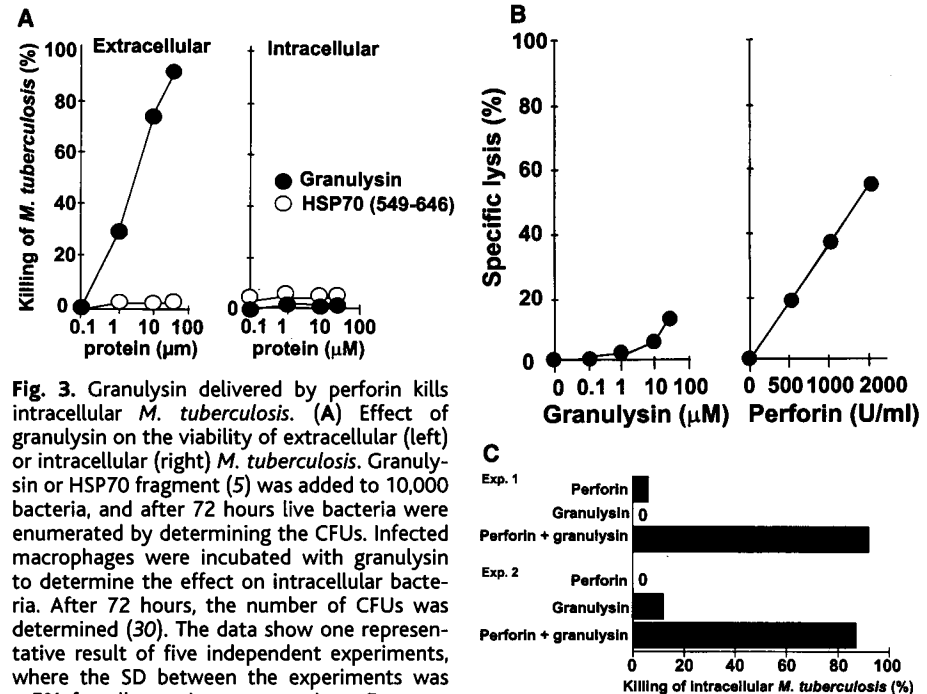 A
Killing of M. tuberculosis (%)
100
80
60
40
20
0
Extracellular
0.1 1 10 100
protein (µm)
Intracellular
0
Granulysin
HSP70 (549-646)
0.1 1 10 100
protein (µM)
B
Specific lysis (%)
100
80
60
40
20
0
0 0.1 1 10 100
Granulysin (µM)
0 500 1000 2000
Perforin (U/ml)
Fig. 3. Granulysin delivered by perforin kills
intracellular M. tuberculosis. (A) Effect of
granulysin on the viability of extracellular (left)
or intracellular (right) M. tuberculosis. Granuly-
sin or HSP70 fragment (5) was added to 10,000
bacteria, and after 72 hours live bacteria were
enumerated by determining the CFUs. Infected
macrophages were incubated with granulysin
to determine the effect on intracellular bacte-
ria. After 72 hours, the number of CFUs was
determined (30). The data show one represen-
tative result of five independent experiments,
where the SD between the experiments was
C
Exp. 1
Perforin
Granulysin 0
Perforin + granulysin
Exp. 2
Perforin 0
Granulysin
Perforin + granulysin
0 20 40 60 80 100
Killing of intracellular M. tuberculosis (%)